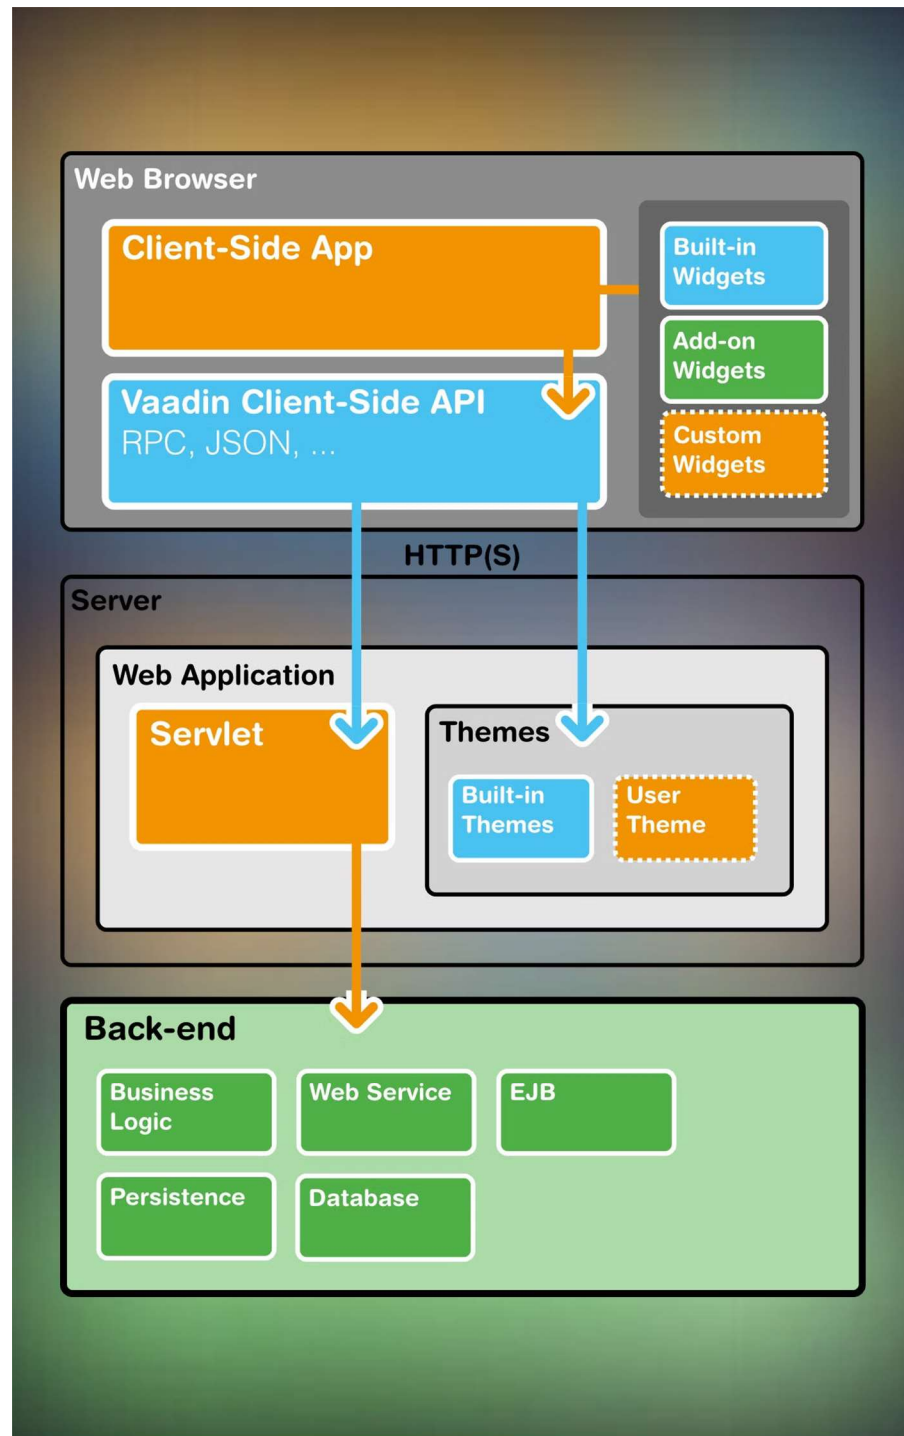 Web Browser
Client-Side App
Built-in
Widgets
Add-on
Widgets
Vaadin Client-Side API
RPC, JSON, ...
Custom
Widgets
HTTP(S)
Server
Web Application
Servlet
Themes
Built-in
Themes
User
Theme
Back-end
Business
Logic
Web Service
EJB
Persistence
Database